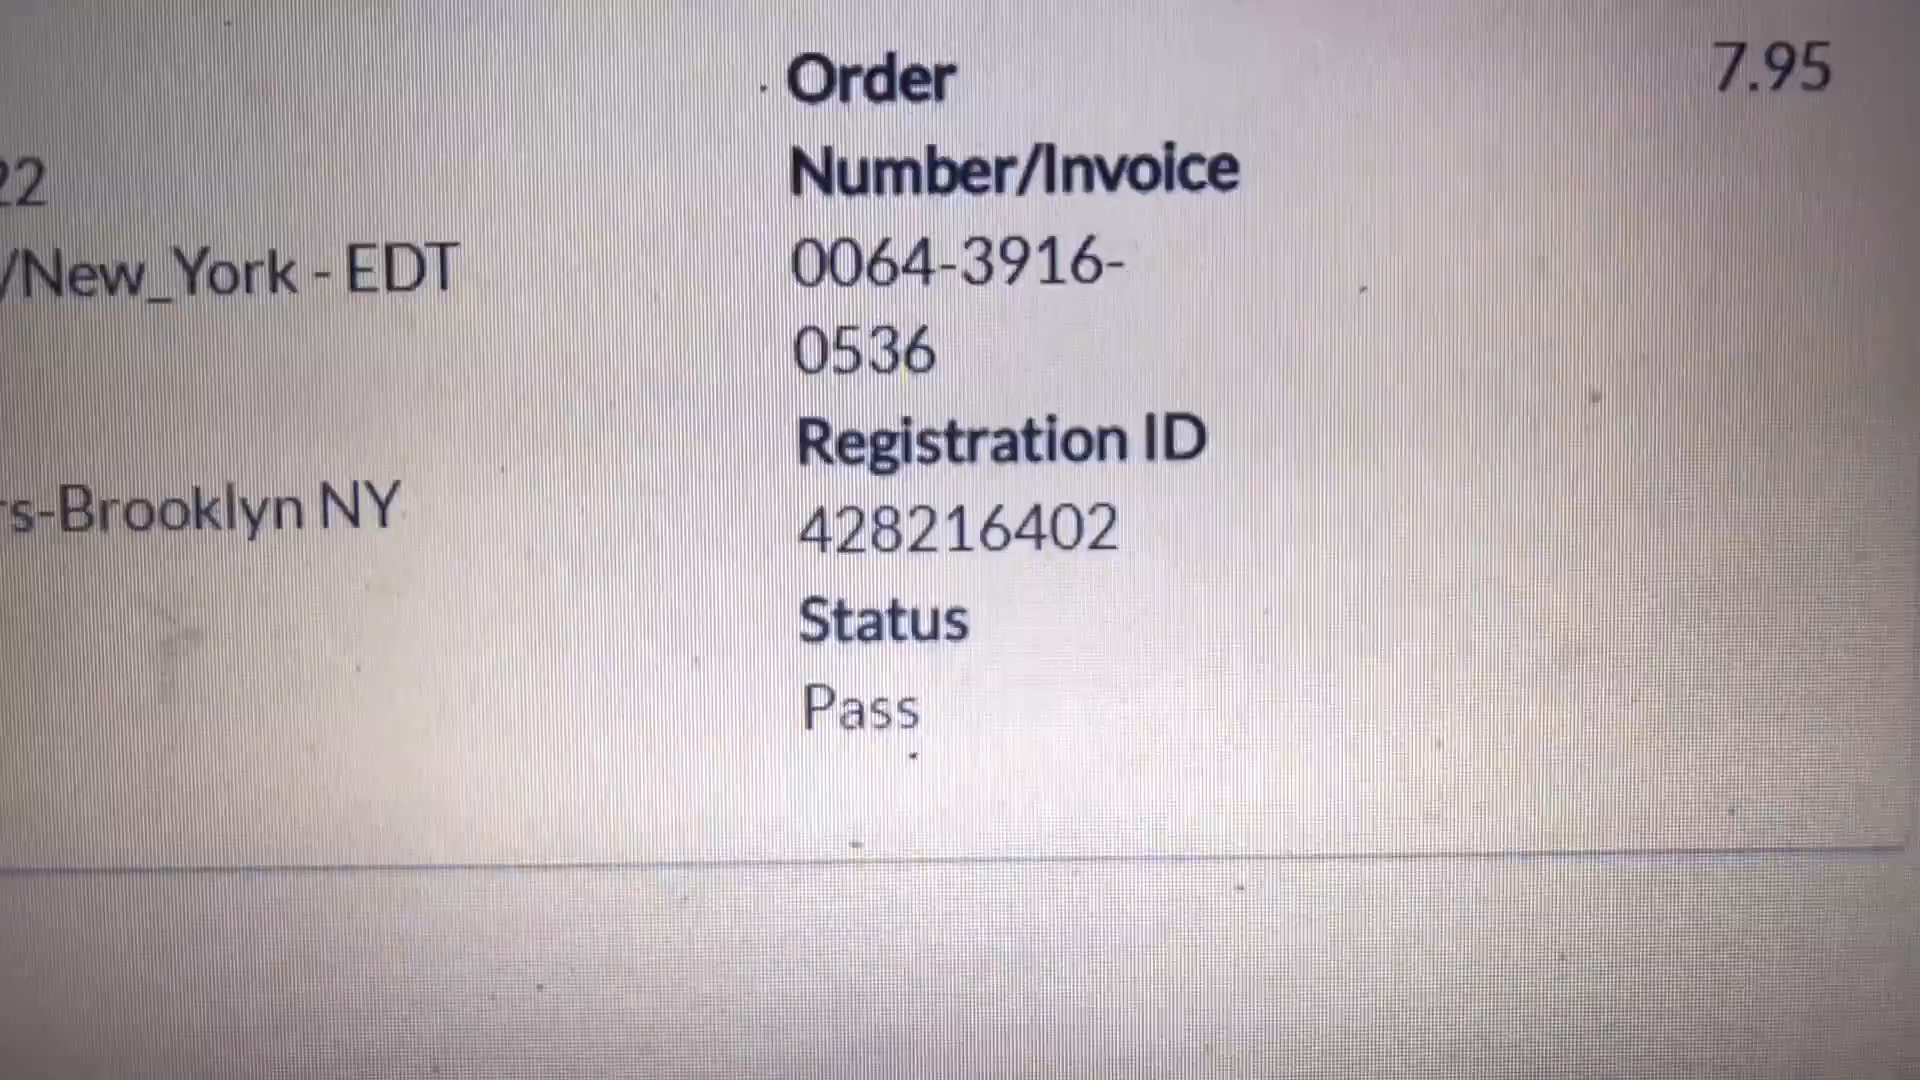 Order
7.95
Number/Invoice
22
/New_York - EDT
0064-3916-
0536
Registration ID
s-Brooklyn NY
428216402
Status
Pass